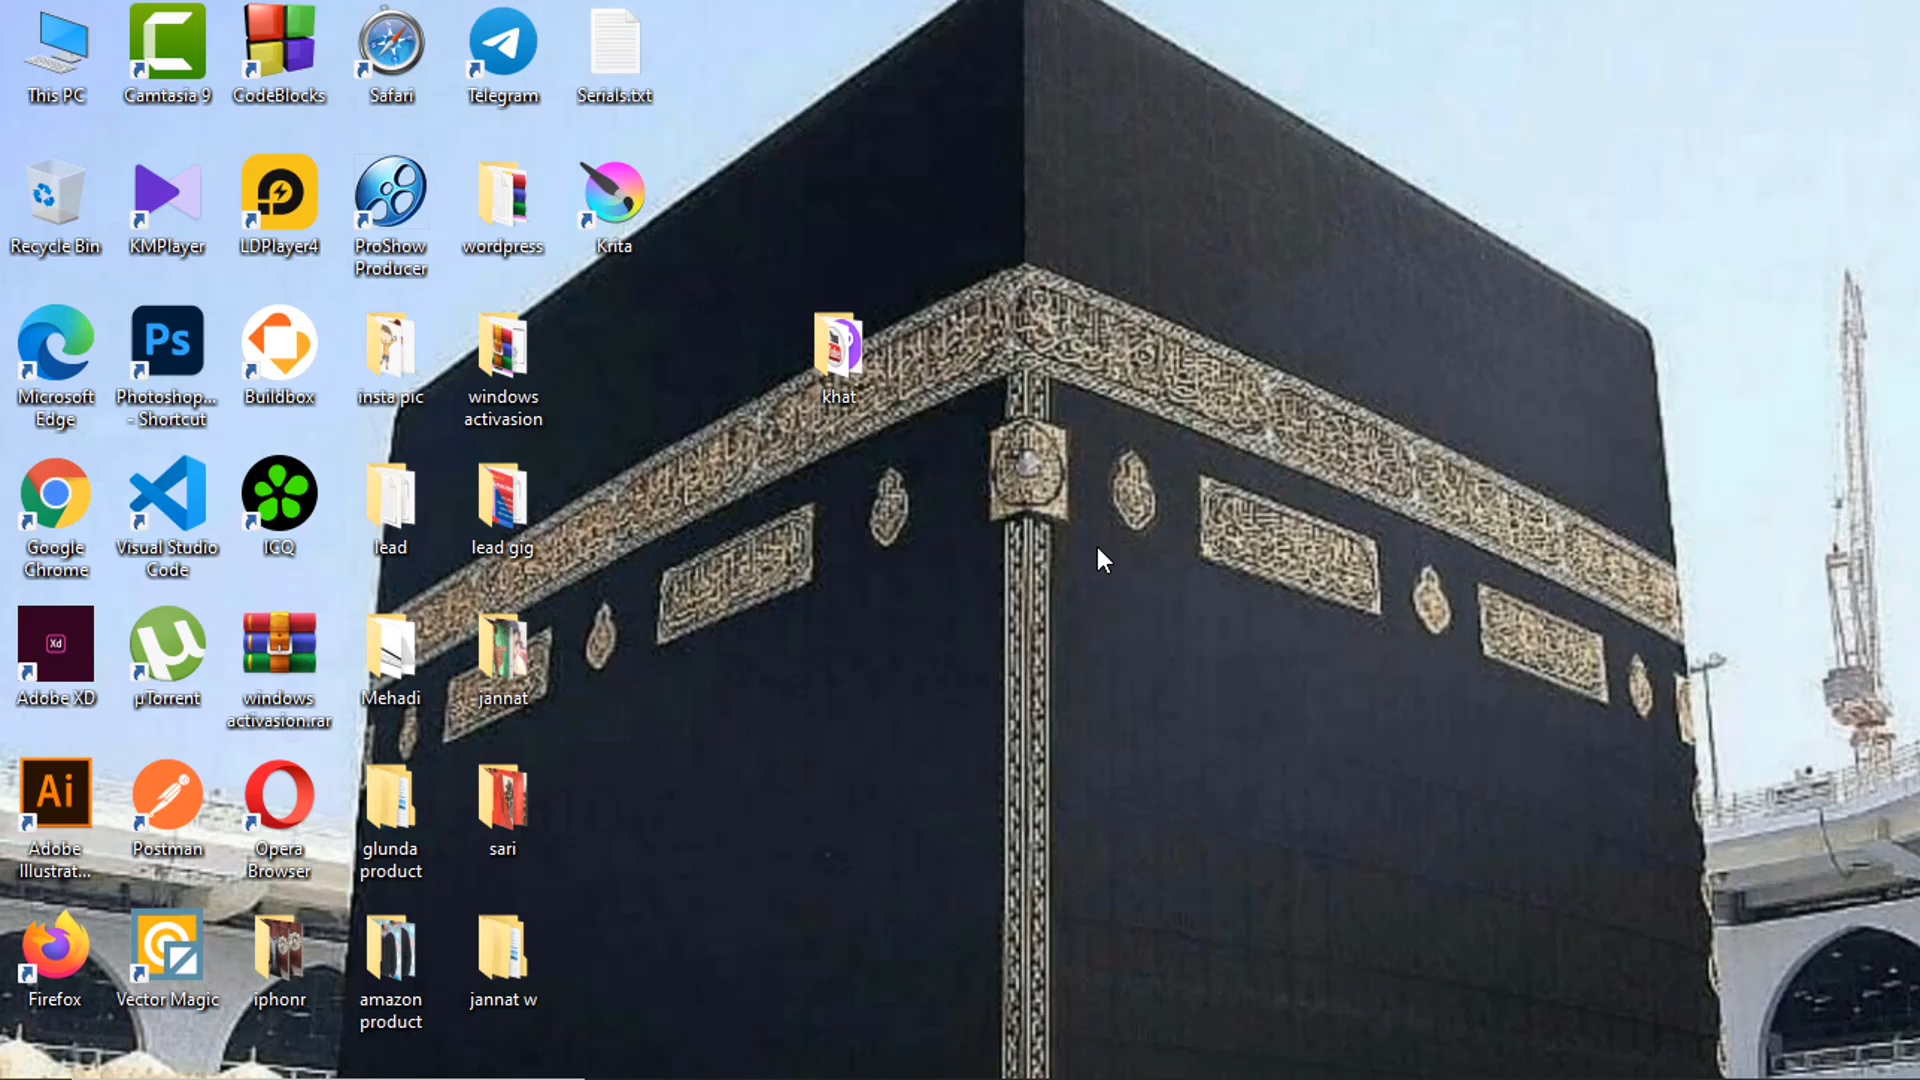 This PC
Camtasia 9
CodeBlocks
Safari
Telegram
Serials.txt
Recycle Bin
KMPlayer
LDPlayer4
ProShow
Producer
wordpress
Krita
Microsoft
Edge
Ps
Photoshop...
- Shortcut
Buildbox
insta pic
windows
activasion
khat
Google
Chrome
Visual Studio
Code
ICQ
lead
lead gig
Xd
Adobe XD
µTorrent
windows
activasion.rar
Mehadi
jannat
Ai
Adobe
Illustrat...
Postman
Opera
Browser
glunda
product
sari
Firefox
Vector Magic
iphonr
amazon
product
jannat w